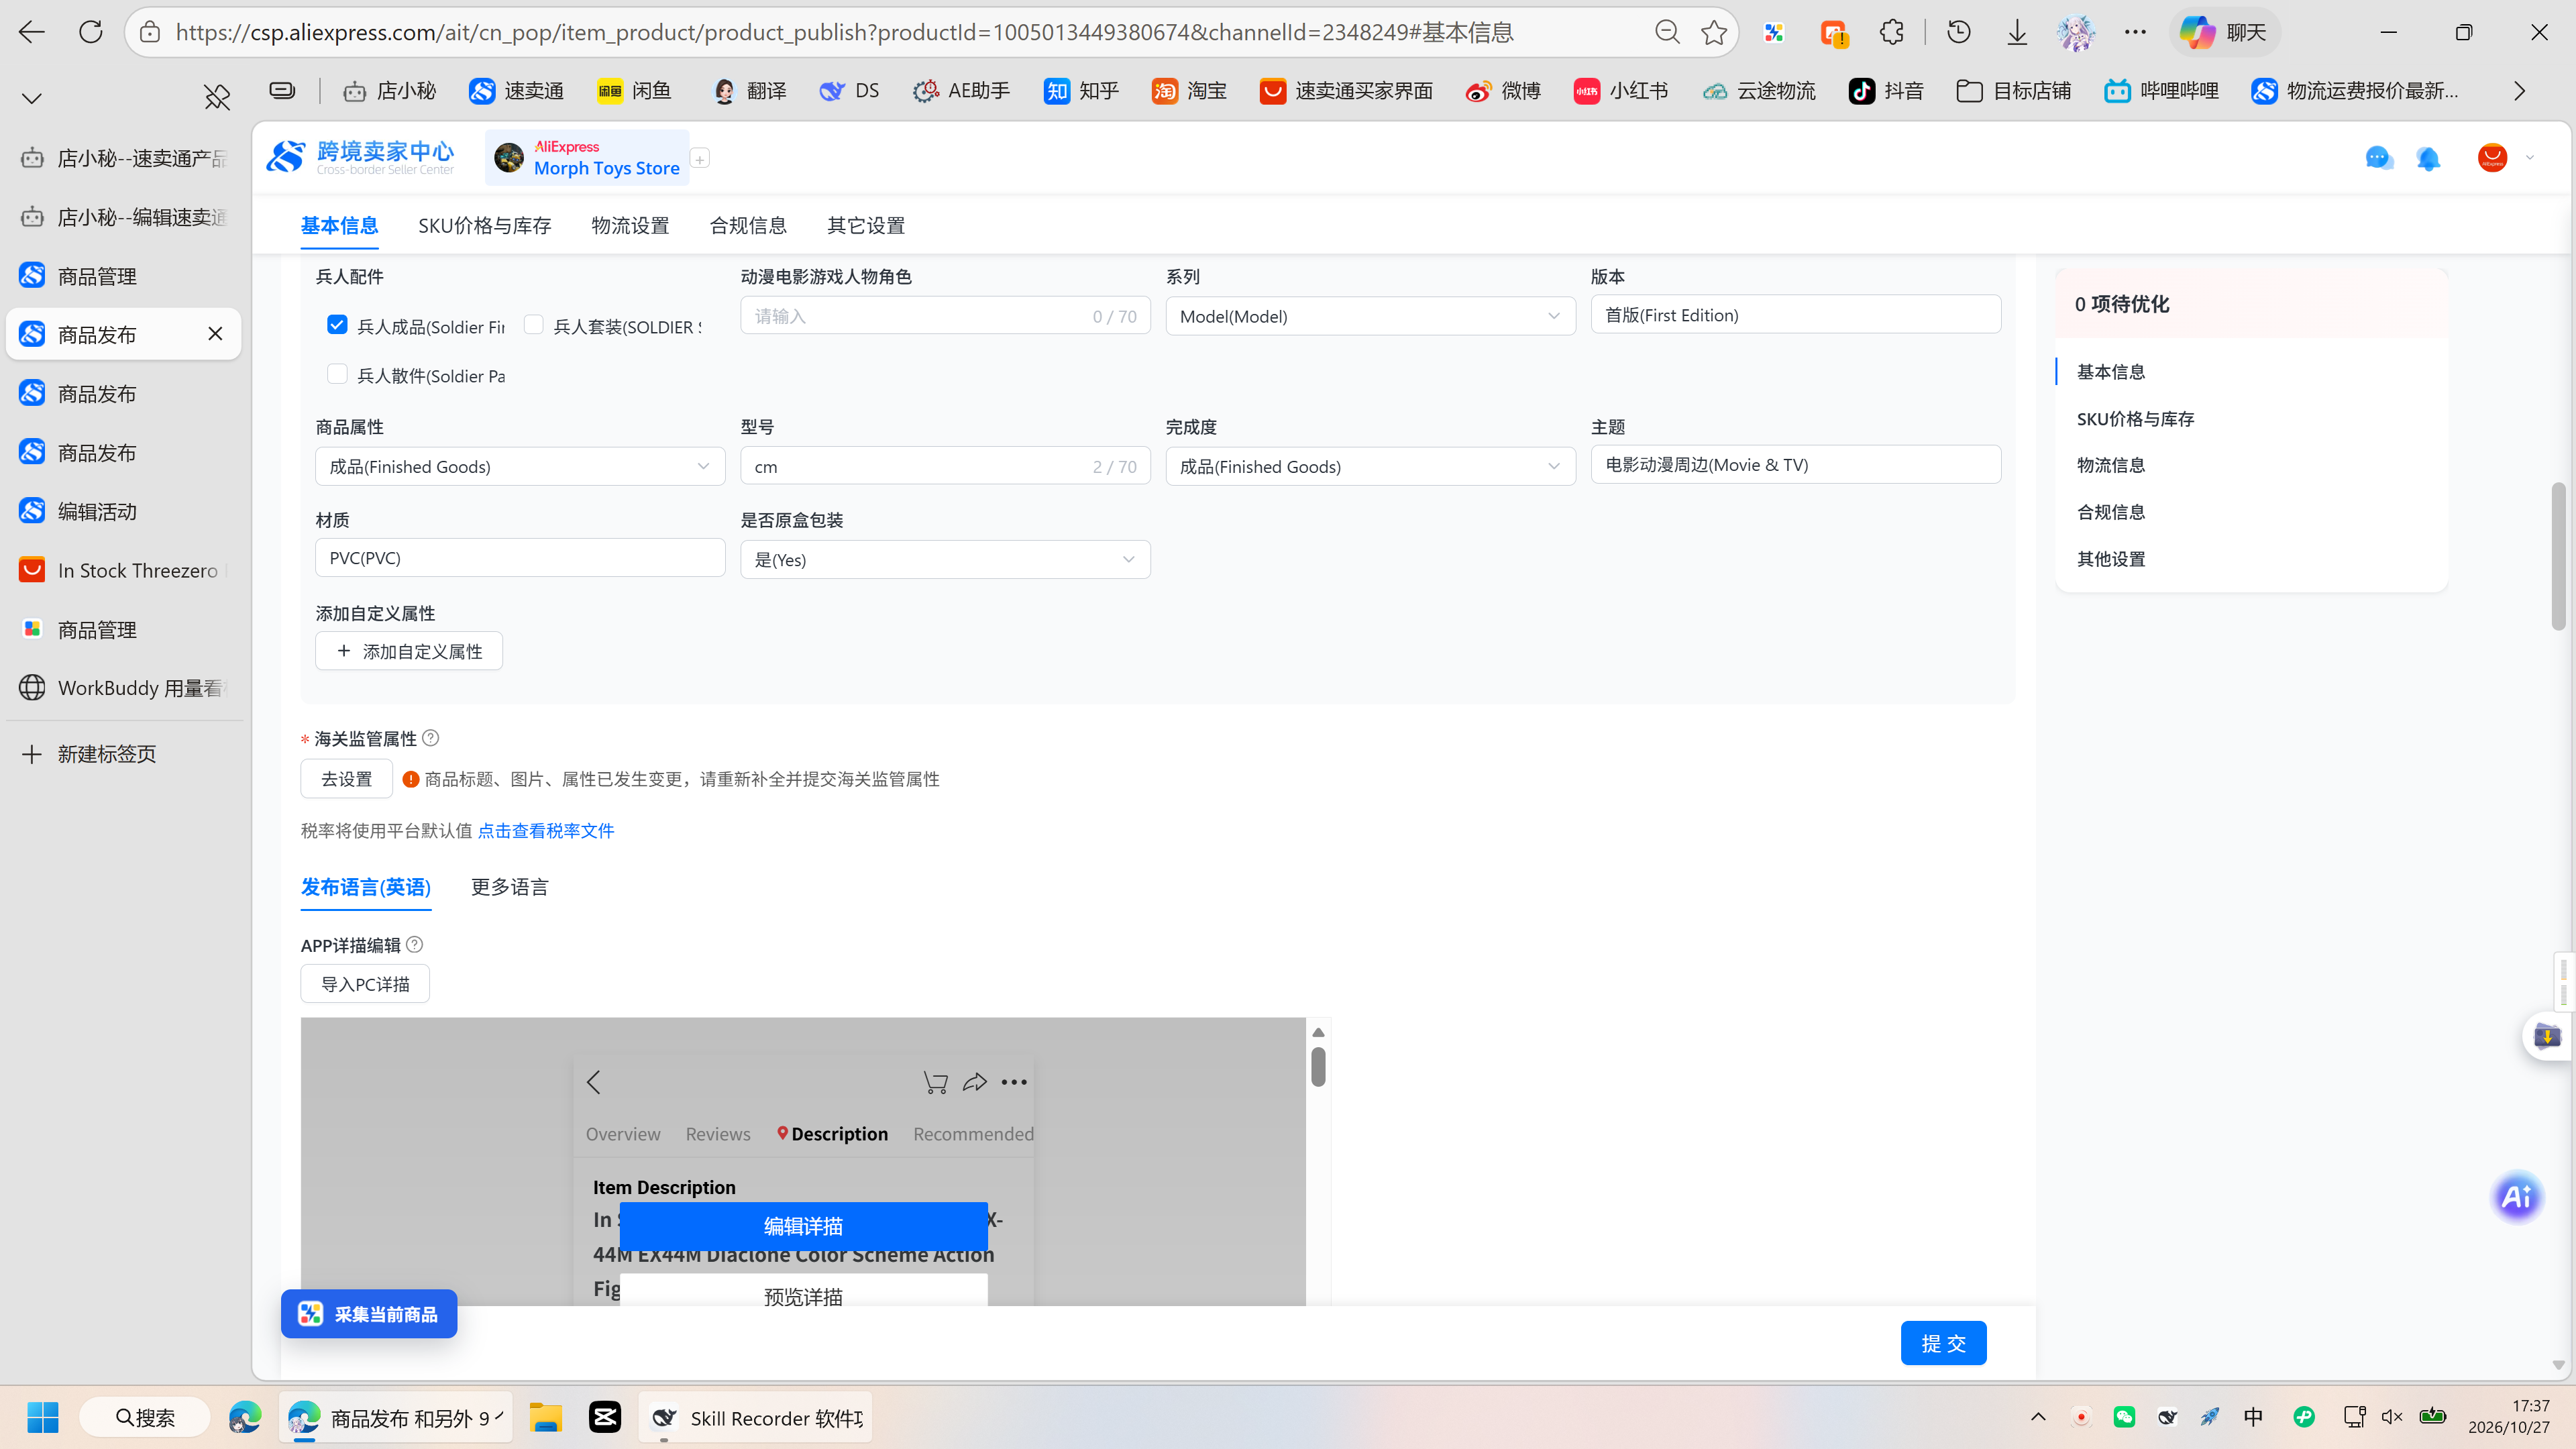 https://csp.aliexpress.com/ait/cn_pop/item_product/product_publish?productId=1005013449380674&channelId=2348249#基本信息
聊天
店小秘
速卖通
闲鱼
翻译
DS
AE助手
知乎
淘宝
速卖通买家界面
微博
小红书
云途物流
抖音
目标店铺
哔哩哔哩
物流运费报价最新...
店小秘--速卖通产品
店小秘--编辑速卖通
商品管理
商品发布
商品发布
商品发布
编辑活动
In Stock Threezero
商品管理
WorkBuddy 用量看
新建标签页
跨境卖家中心
Cross-border Seller Center
AliExpress
Morph Toys Store
基本信息
SKU价格与库存
物流设置
合规信息
其它设置
兵人配件
动漫电影游戏人物角色
系列
版本
兵人成品(Soldier Fin
兵人套装(SOLDIER S
请输入
0 / 70
Model(Model)
首版(First Edition)
兵人散件(Soldier Pa
商品属性
型号
完成度
主题
成品(Finished Goods)
cm
2 / 70
成品(Finished Goods)
电影动漫周边(Movie & TV)
材质
是否原盒包装
PVC(PVC)
是(Yes)
添加自定义属性
+ 添加自定义属性
* 海关监管属性
去设置
商品标题、图片、属性已发生变更，请重新补全并提交海关监管属性
税率将使用平台默认值 点击查看税率文件
发布语言(英语)
更多语言
APP详描编辑
导入PC详描
Overview
Reviews
Description
Recommended
Item Description
In
X-
编辑详描
44M EX44M Diaclone Color Scheme Action
Fig
预览详描
采集当前商品
提 交
0 项待优化
基本信息
SKU价格与库存
物流信息
合规信息
其他设置
Ai
搜索
商品发布 和另外 9 个
Skill Recorder 软件项
中
17:37
2026/10/27